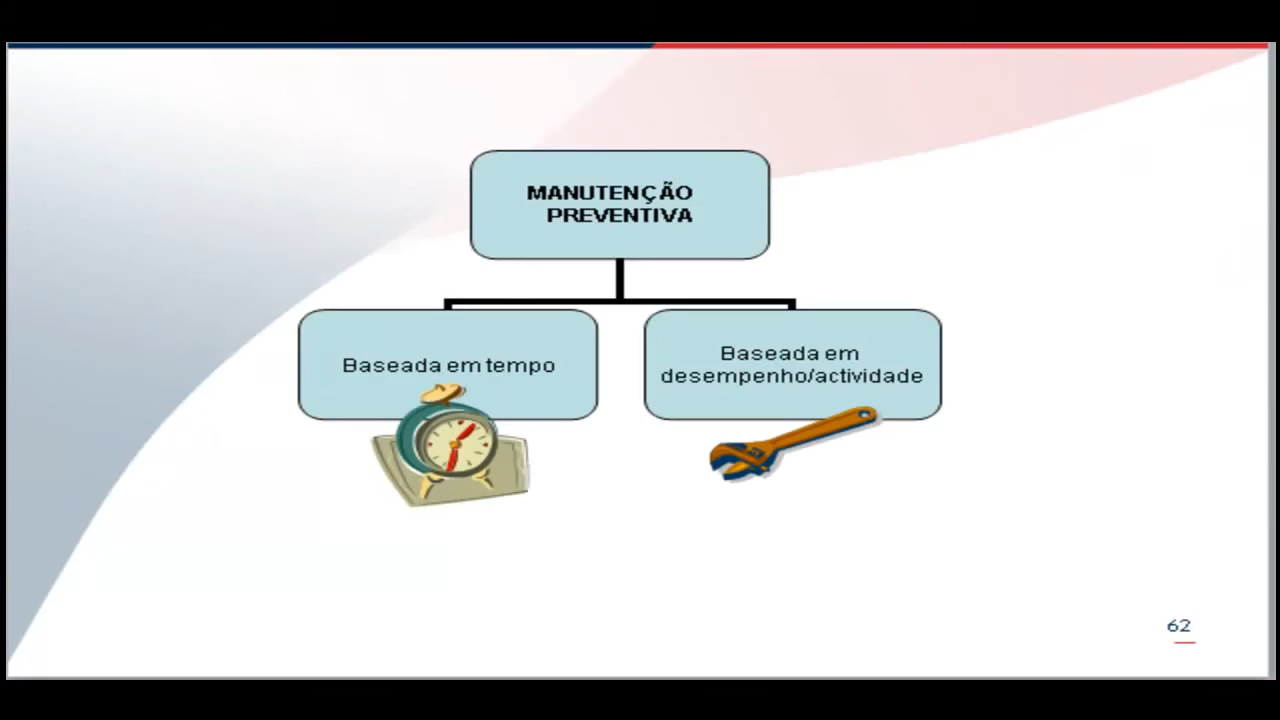 MANUTENÇÃO
PREVENTIVA
Baseada em tempo
Baseada em
desempenho/actividade
62